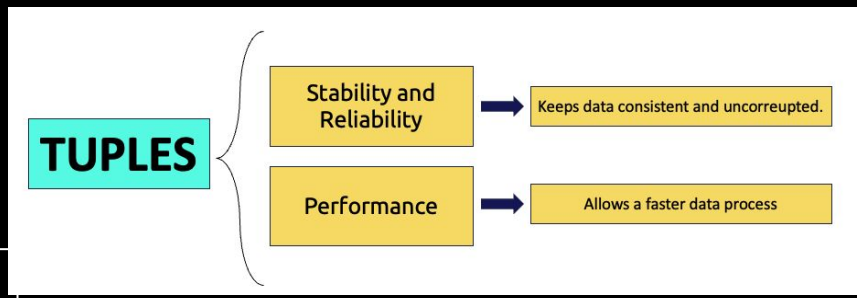 TUPLES
Stability and
Reliability
Keeps data consistent and uncorreupted.
Performance
Allows a faster data process